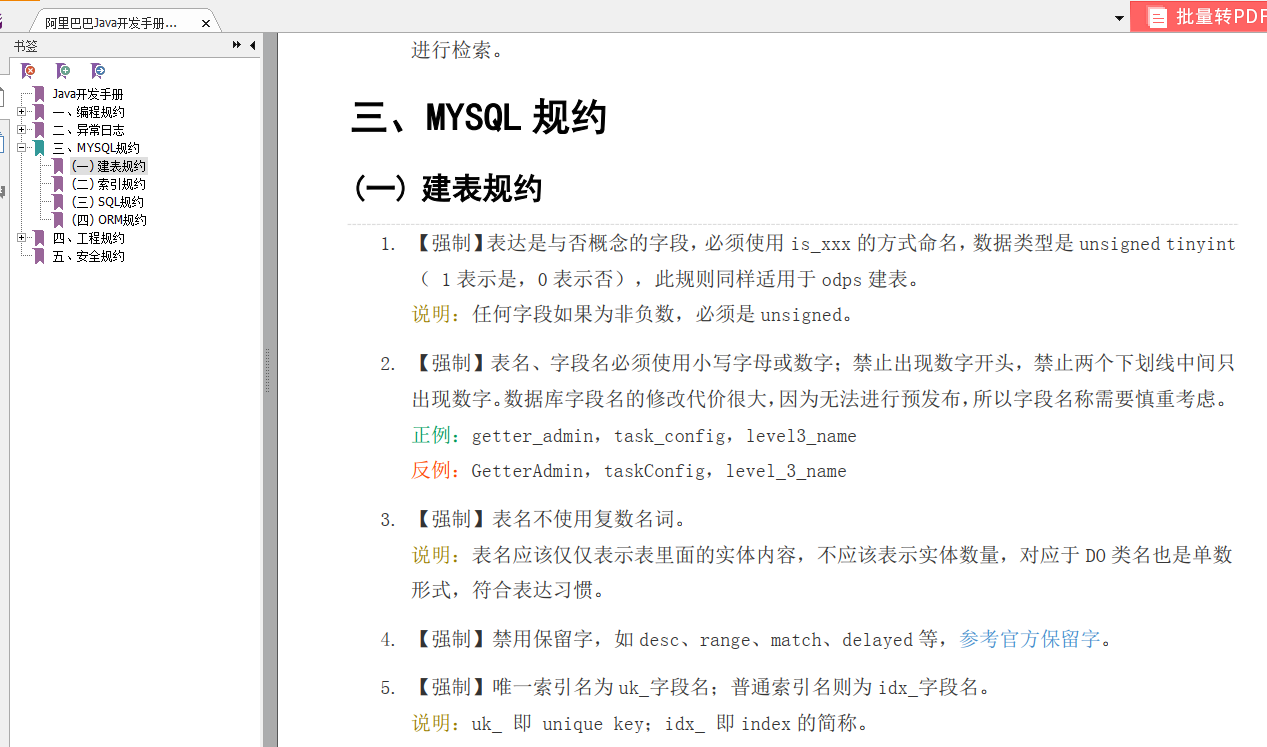 阿里巴巴Java开发手册...
批量转PDF
书签
Java开发手册
一、编程规约
二、异常日志
三、MYSQL规约
(一) 建表规约
(二) 索引规约
(三) SQL规约
(四) ORM规约
四、工程规约
五、安全规约
进行检索。
三、MYSQL 规约
(一) 建表规约
1. 【强制】表达是与否概念的字段，必须使用 is_xxx 的方式命名，数据类型是 unsigned tinyint
（ 1 表示是，0 表示否），此规则同样适用于 odps 建表。
说明：任何字段如果为非负数，必须是 unsigned。
2. 【强制】表名、字段名必须使用小写字母或数字；禁止出现数字开头，禁止两个下划线中间只
出现数字。数据库字段名的修改代价很大，因为无法进行预发布，所以字段名称需要慎重考虑。
正例：getter_admin，task_config，level3_name
反例：GetterAdmin，taskConfig，level_3_name
3. 【强制】表名不使用复数名词。
说明：表名应该仅仅表示表里面的实体内容，不应该表示实体数量，对应于 DO 类名也是单数
形式，符合表达习惯。
4. 【强制】禁用保留字，如 desc、range、match、delayed 等，参考官方保留字。
5. 【强制】唯一索引名为 uk_字段名；普通索引名则为 idx_字段名。
说明：uk_ 即 unique key；idx_ 即 index 的简称。